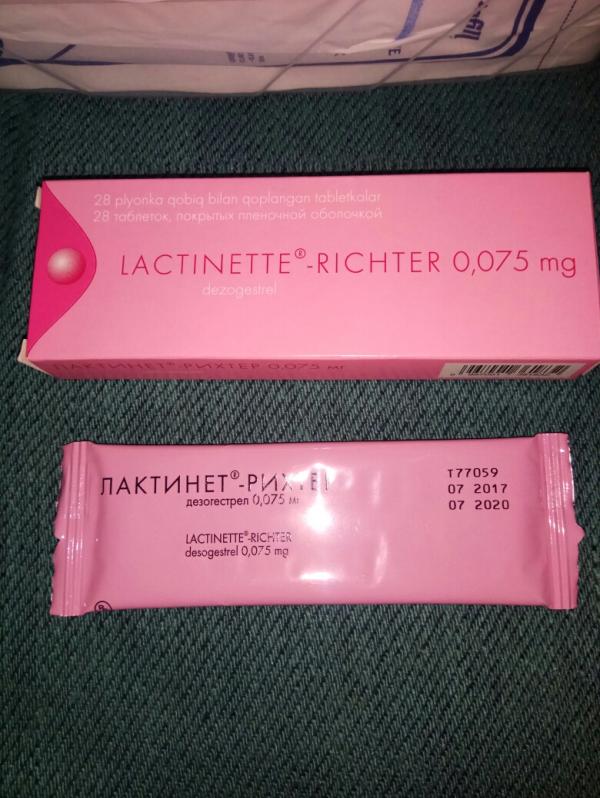 28 plyonka qobiq bilan qoplangan tabletkalar
28 таблеток, покрытых пленочной оболочкой
LACTINETTE®-RICHTER 0,075 mg
dezogestrel
ЛАКТИНЕТ®-РИХТЕР 0,075 мг
ЛАКТИНЕТ®-РИХТЕР
дезогестрел 0,075 мг
LACTINETTE®-RICHTER
desogestrel 0,075 mg
T77059
07 2017
07 2020